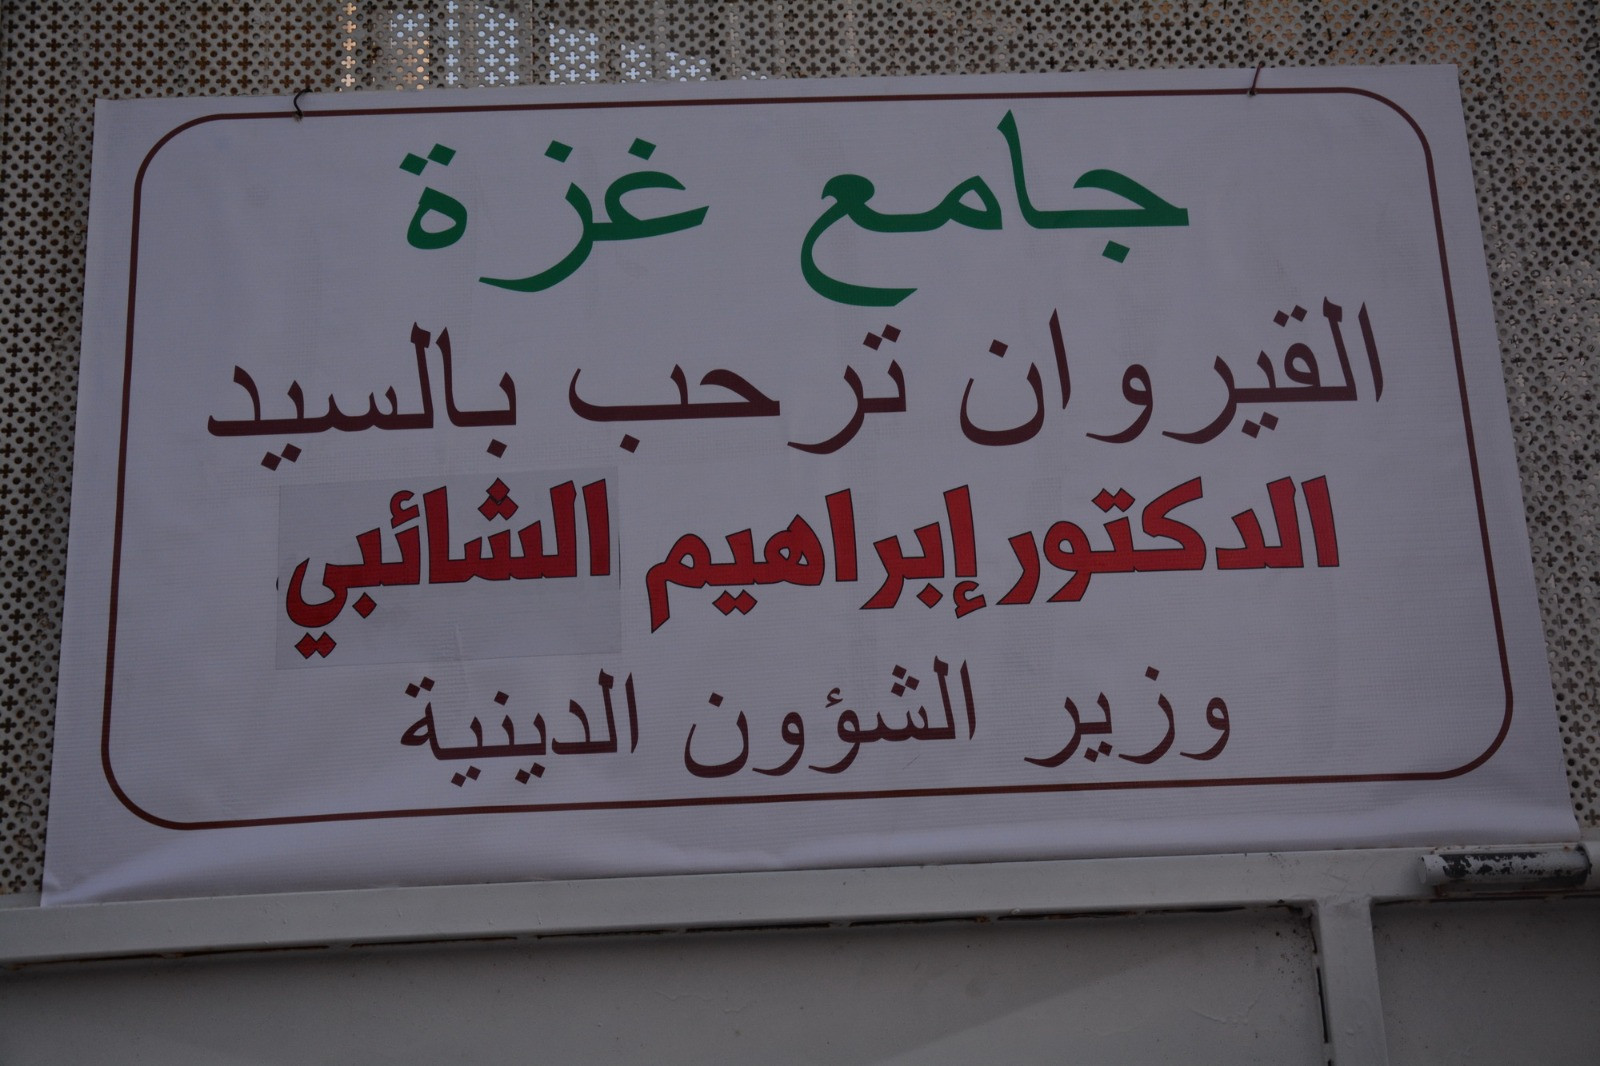 جامع غزة
القيروان ترحب بالسيد
الدكتور إبراهيم الشائبي
وزير الشؤون الدينية